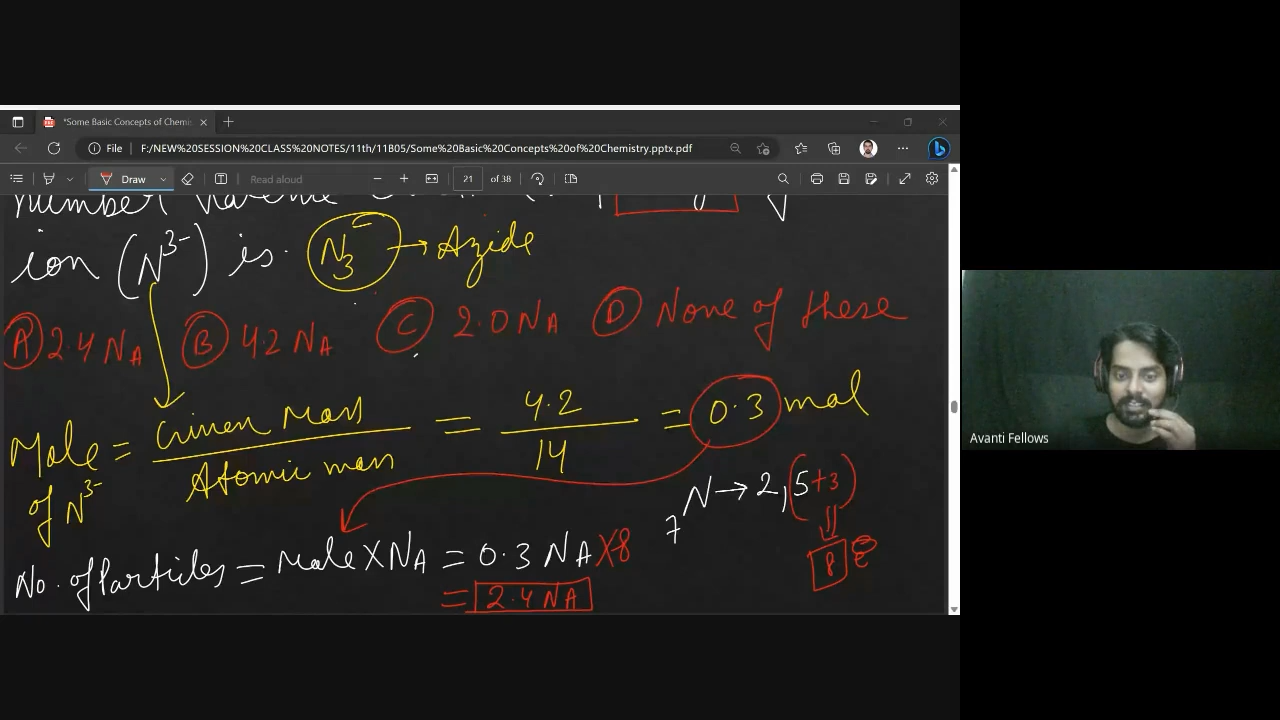 *Some Basic Concepts of Chemis
File F:/NEW%20SESSION%20CLASS%20NOTES/11th/11B05/Some%20Basic%20Concepts%20of%20Chemistry.pptx.pdf
Draw Read aloud 21 of 38
number
ion (N³⁻) is. N₃⁻ → Azide
A 2.4 NA B 4.2 NA C 2.0 NA D None of these
Mole of N³⁻ = Given Mass / Atomic mass = 4.2 / 14 = 0.3 mol
₇N → 2, 5 +3
8 e⁻
No. of Particles = Mole X NA = 0.3 NA X 8
= 2.4 NA
Avanti Fellows